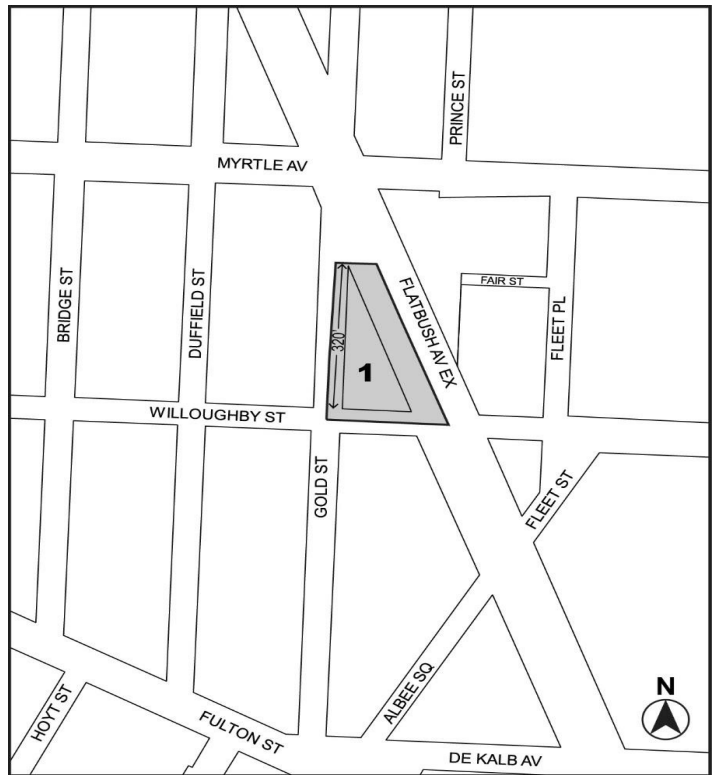 PRINCE ST
MYRTLE AV
BRIDGE ST
DUFFIELD ST
FLATBUSH AV EX
FAIR ST
FLEET PL
320'
1
WILLOUGHBY ST
GOLD ST
FLEET ST
ALBEE SQ
HOYT ST
FULTON ST
DE KALB AV
N